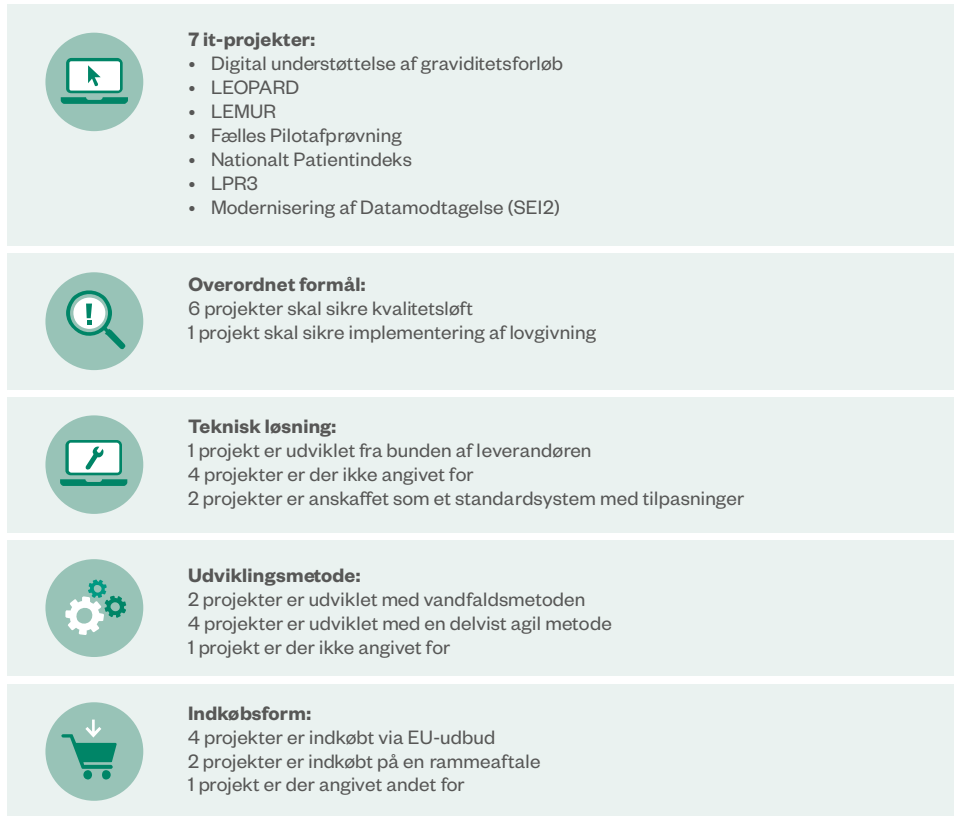 7 it-projekter:
• Digital understøttelse af graviditetsforløb
• LEOPARD
• LEMUR
• Fælles Pilotafprøvning
• Nationalt Patientindeks
• LPR3
• Modernisering af Datamodtagelse (SEI2)
Overordnet formål:
6 projekter skal sikre kvalitetsløft
1 projekt skal sikre implementering af lovgivning
Teknisk løsning:
1 projekt er udviklet fra bunden af leverandøren
4 projekter er der ikke angivet for
2 projekter er anskaffet som et standardsystem med tilpasninger
Udviklingsmetode:
2 projekter er udviklet med vandfaldsmetoden
4 projekter er udviklet med en delvist agil metode
1 projekt er der ikke angivet for
Indkøbsform:
4 projekter er indkøbt via EU-udbud
2 projekter er indkøbt på en rammeaftale
1 projekt er der angivet andet for